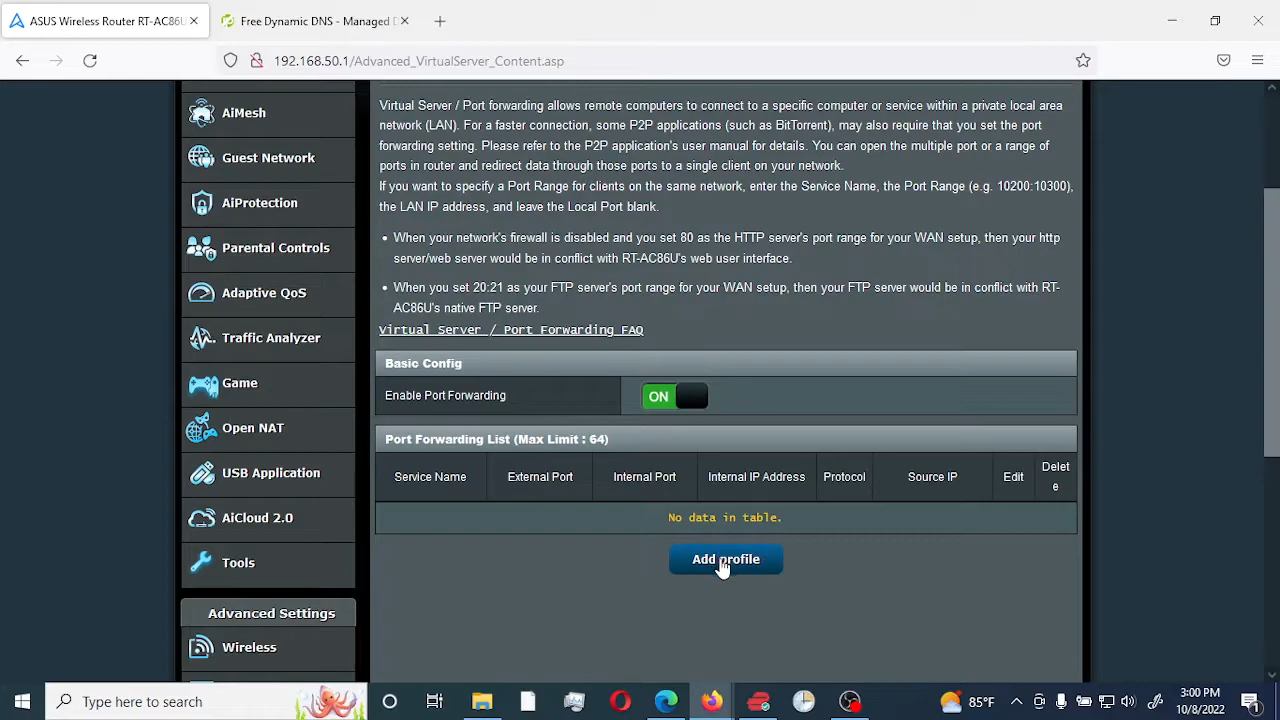 ASUS Wireless Router RT-AC86U
Free Dynamic DNS - Managed D
192.168.50.1/Advanced_VirtualServer_Content.asp
AiMesh
Guest Network
AiProtection
Parental Controls
Adaptive QoS
Traffic Analyzer
Game
Open NAT
USB Application
AiCloud 2.0
Tools
Advanced Settings
Wireless
Virtual Server / Port forwarding allows remote computers to connect to a specific computer or service within a private local area
network (LAN). For a faster connection, some P2P applications (such as BitTorrent), may also require that you set the port
forwarding setting. Please refer to the P2P application's user manual for details. You can open the multiple port or a range of
ports in router and redirect data through those ports to a single client on your network.
If you want to specify a Port Range for clients on the same network, enter the Service Name, the Port Range (e.g. 10200:10300),
the LAN IP address, and leave the Local Port blank.
• When your network's firewall is disabled and you set 80 as the HTTP server's port range for your WAN setup, then your http
server/web server would be in conflict with RT-AC86U's web user interface.
• When you set 20:21 as your FTP server's port range for your WAN setup, then your FTP server would be in conflict with RT-
AC86U's native FTP server.
Virtual Server / Port Forwarding FAQ
Basic Config
Enable Port Forwarding ON
Port Forwarding List (Max Limit : 64)
Service Name External Port Internal Port Internal IP Address Protocol Source IP Edit Delet
e
No data in table.
Add profile
Type here to search
85°F
3:00 PM
10/8/2022
1